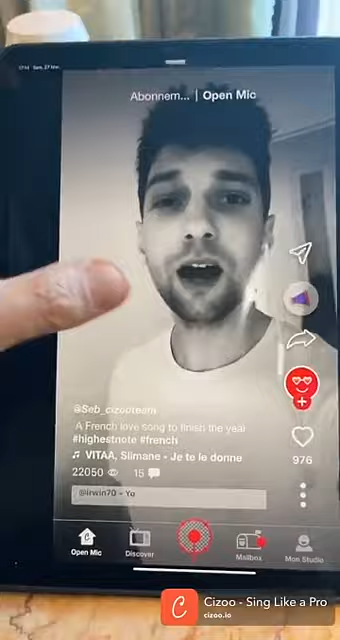 Abonnem... | Open Mic
@Seb_cizooteam
A French love song to finish the year
#highestnote #french
VITAA, Slimane - Je te le donne
976
22050 15
@irwin70 - Yo
Open Mic
Discover
Mailbox
Mon Studio
Cizoo - Sing Like a Pro
cizoo.io